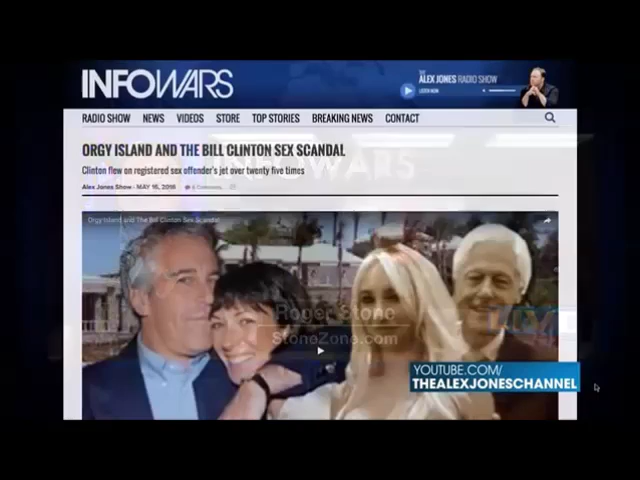 INFOWARS
THE
ALEX JONES RADIO SHOW
LISTEN NOW
RADIO SHOW NEWS VIDEOS STORE TOP STORIES BREAKING NEWS CONTACT
ORGY ISLAND AND THE BILL CLINTON SEX SCANDAL
INFOWARS
Clinton flew on registered sex offender's jet over twenty five times
Alex Jones Show - MAY 16, 2016 Comments
Orgy Island and The Bill Clinton Sex Scandal
Roger Stone
StoneZone.com
YOUTUBE.COM/
THEALEXJONESCHANNEL